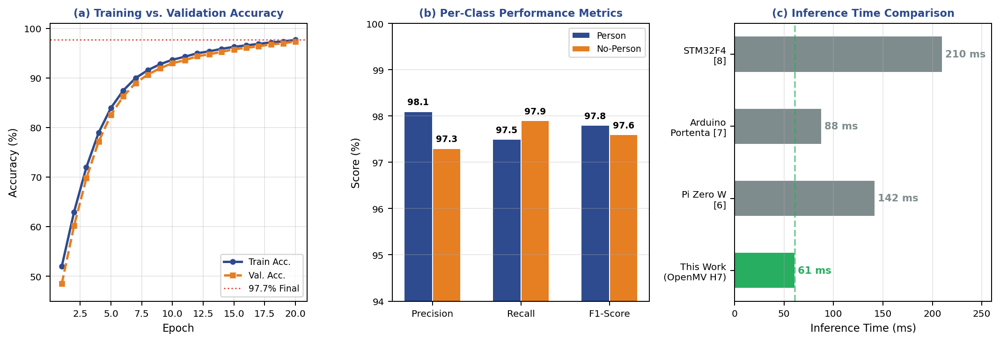 (a) Training vs. Validation Accuracy
Accuracy (%)
100
90
80
70
60
50
Train Acc.
Val. Acc.
97.7% Final
2.5 5.0 7.5 10.0 12.5 15.0 17.5 20.0
Epoch
(b) Per-Class Performance Metrics
Score (%)
100
99
98
97
96
95
94
Person
No-Person
98.1
97.3
97.5
97.9
97.8
97.6
Precision Recall F1-Score
(c) Inference Time Comparison
STM32F4
[8]
210 ms
Arduino
Portenta [7]
88 ms
Pi Zero W
[6]
142 ms
This Work
(OpenMV H7)
61 ms
0 50 100 150 200 250
Inference Time (ms)